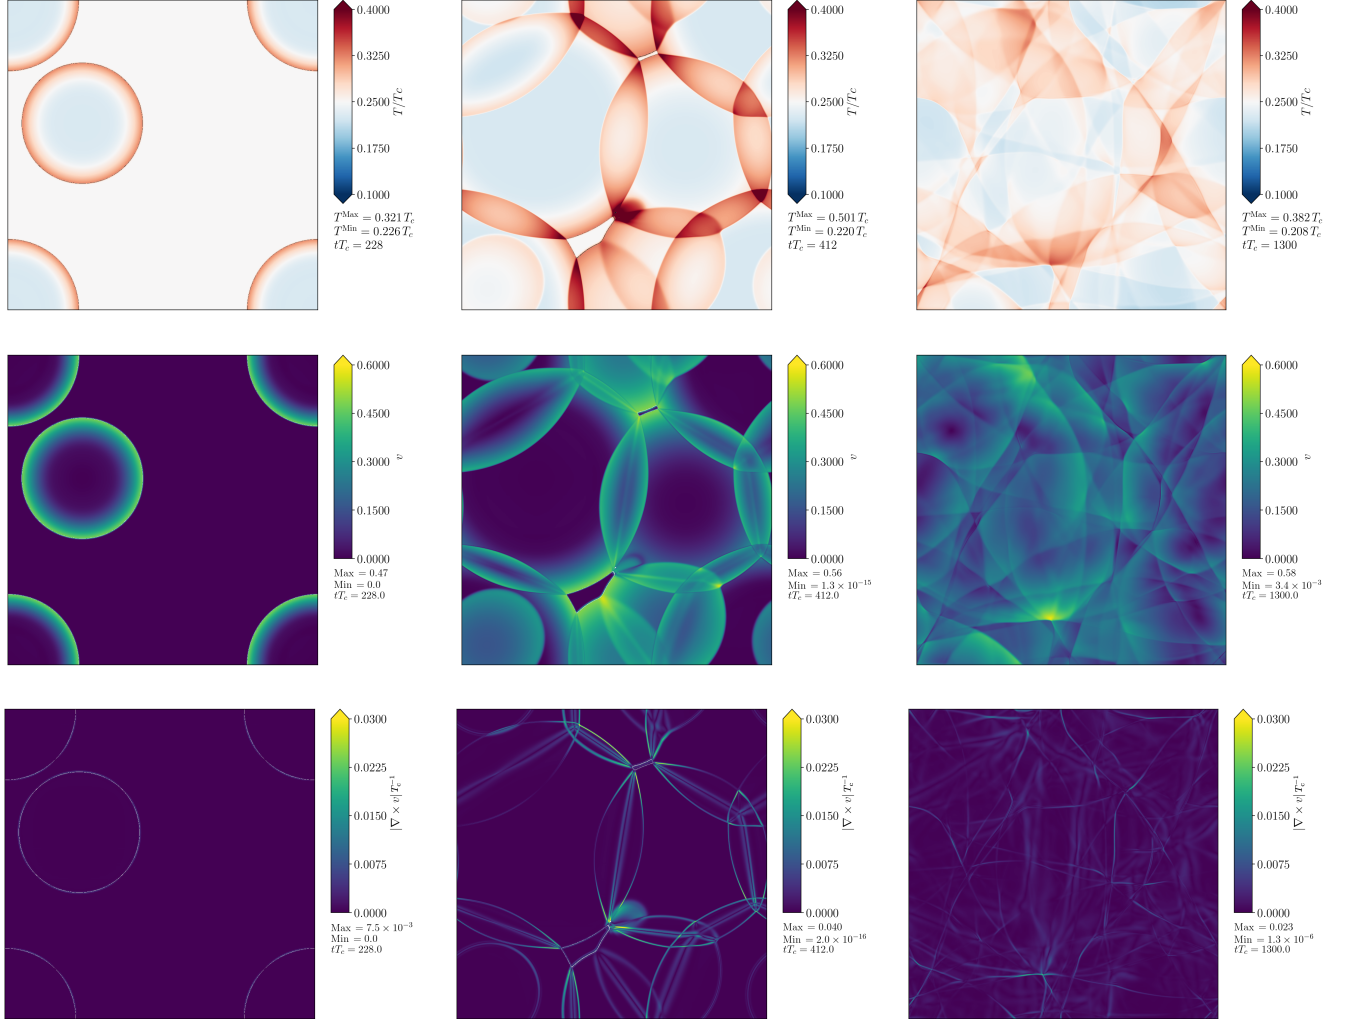 0.4000
0.3250
0.2500
0.1750
0.1000
T/Tc
T^Max = 0.321 T_c
T^Min = 0.226 T_c
tT_c = 228
0.4000
0.3250
0.2500
0.1750
0.1000
T/Tc
T^Max = 0.501 T_c
T^Min = 0.220 T_c
tT_c = 412
0.4000
0.3250
0.2500
0.1750
0.1000
T/Tc
T^Max = 0.382 T_c
T^Min = 0.208 T_c
tT_c = 1300
0.6000
0.4500
0.3000
0.1500
0.0000
v
Max = 0.47
Min = 0.0
tT_c = 228.0
0.6000
0.4500
0.3000
0.1500
0.0000
v
Max = 0.56
Min = 1.3 × 10^−15
tT_c = 412.0
0.6000
0.4500
0.3000
0.1500
0.0000
v
Max = 0.58
Min = 3.4 × 10^−3
tT_c = 1300.0
0.0300
0.0225
0.0150
0.0075
0.0000
|∇ × v| T_c^−1
Max = 7.5 × 10^−3
Min = 0.0
tT_c = 228.0
0.0300
0.0225
0.0150
0.0075
0.0000
|∇ × v| T_c^−1
Max = 0.040
Min = 2.0 × 10^−16
tT_c = 412.0
0.0300
0.0225
0.0150
0.0075
0.0000
|∇ × v| T_c^−1
Max = 0.023
Min = 1.3 × 10^−6
tT_c = 1300.0